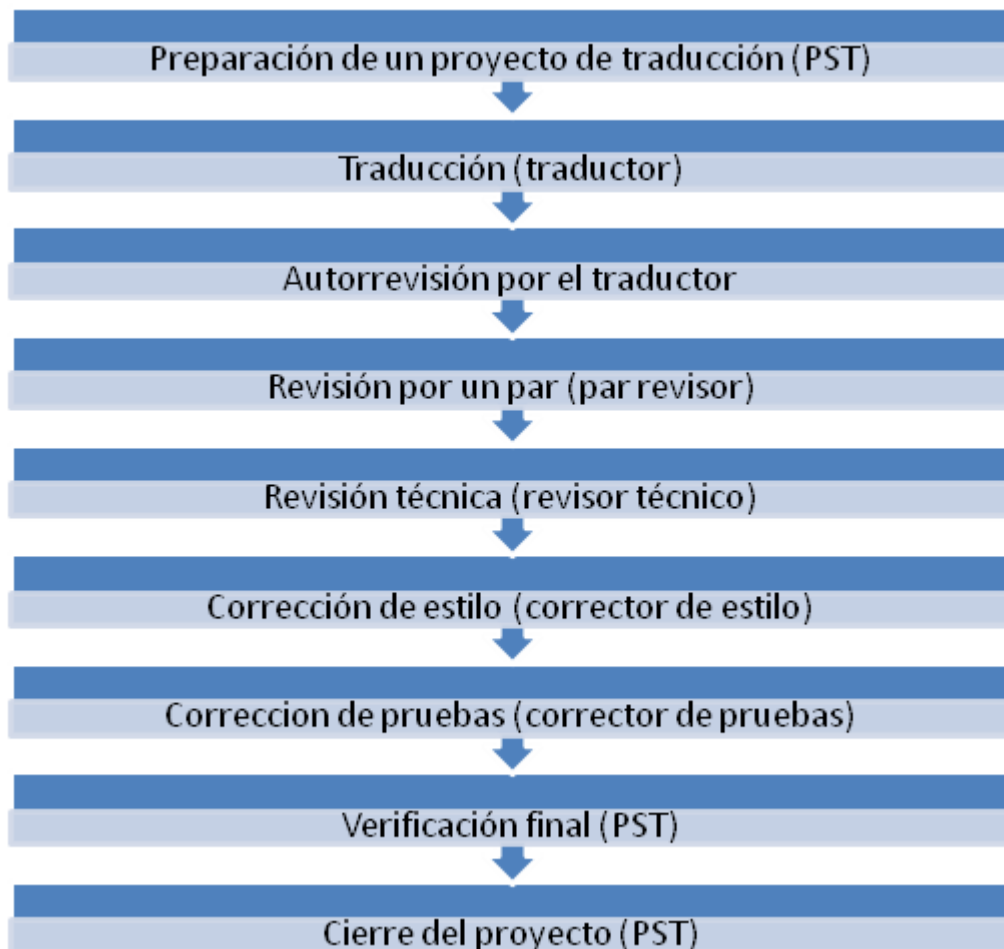 Preparación de un proyecto de traducción (PST)
Traducción (traductor)
Autorrevisión por el traductor
Revisión por un par (par revisor)
Revisión técnica (revisor técnico)
Corrección de estilo (corrector de estilo)
Correccion de pruebas (corrector de pruebas)
Verificación final (PST)
Cierre del proyecto (PST)